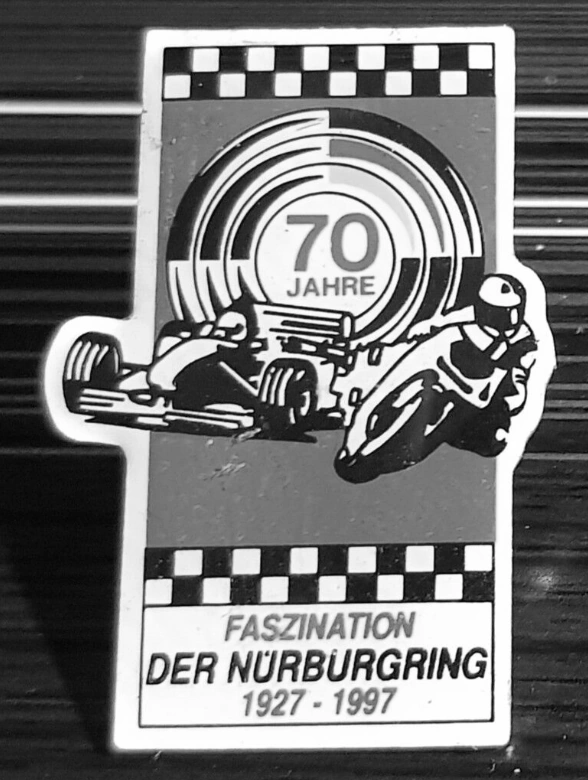 70
JAHRE
FASZINATION
DER NÜRBURGRING
1927 - 1997